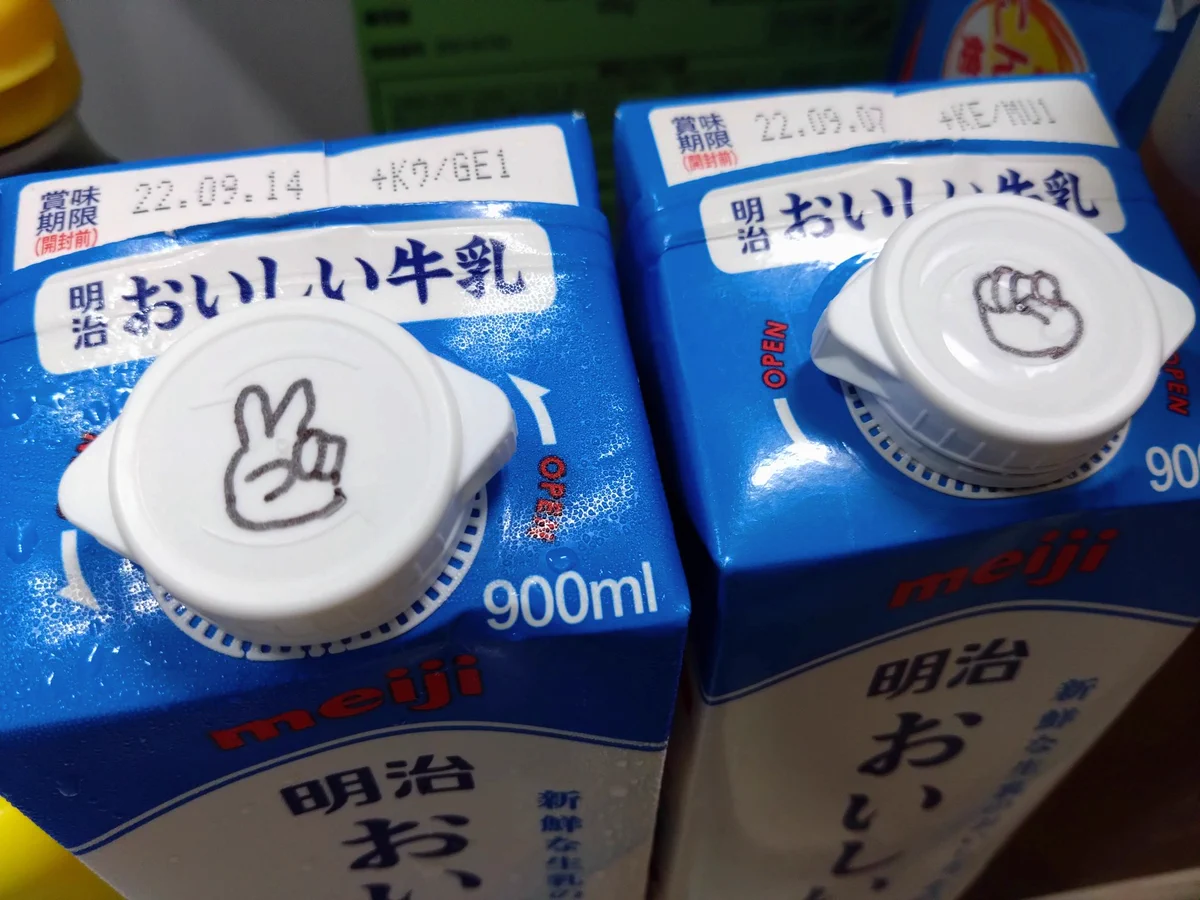 賞味
期限
(開封前)
22.09.14
+Kウ/GE1
明治
おいしい牛乳
OPEN
900ml
meiji
明治
おい
新鮮な生乳の
賞味
期限
(開封前)
22.09.07
+KE/MU1
明治
おいしい牛乳
OPEN
OPEN
900
meiji
明治
おいしい
新鮮な生乳の